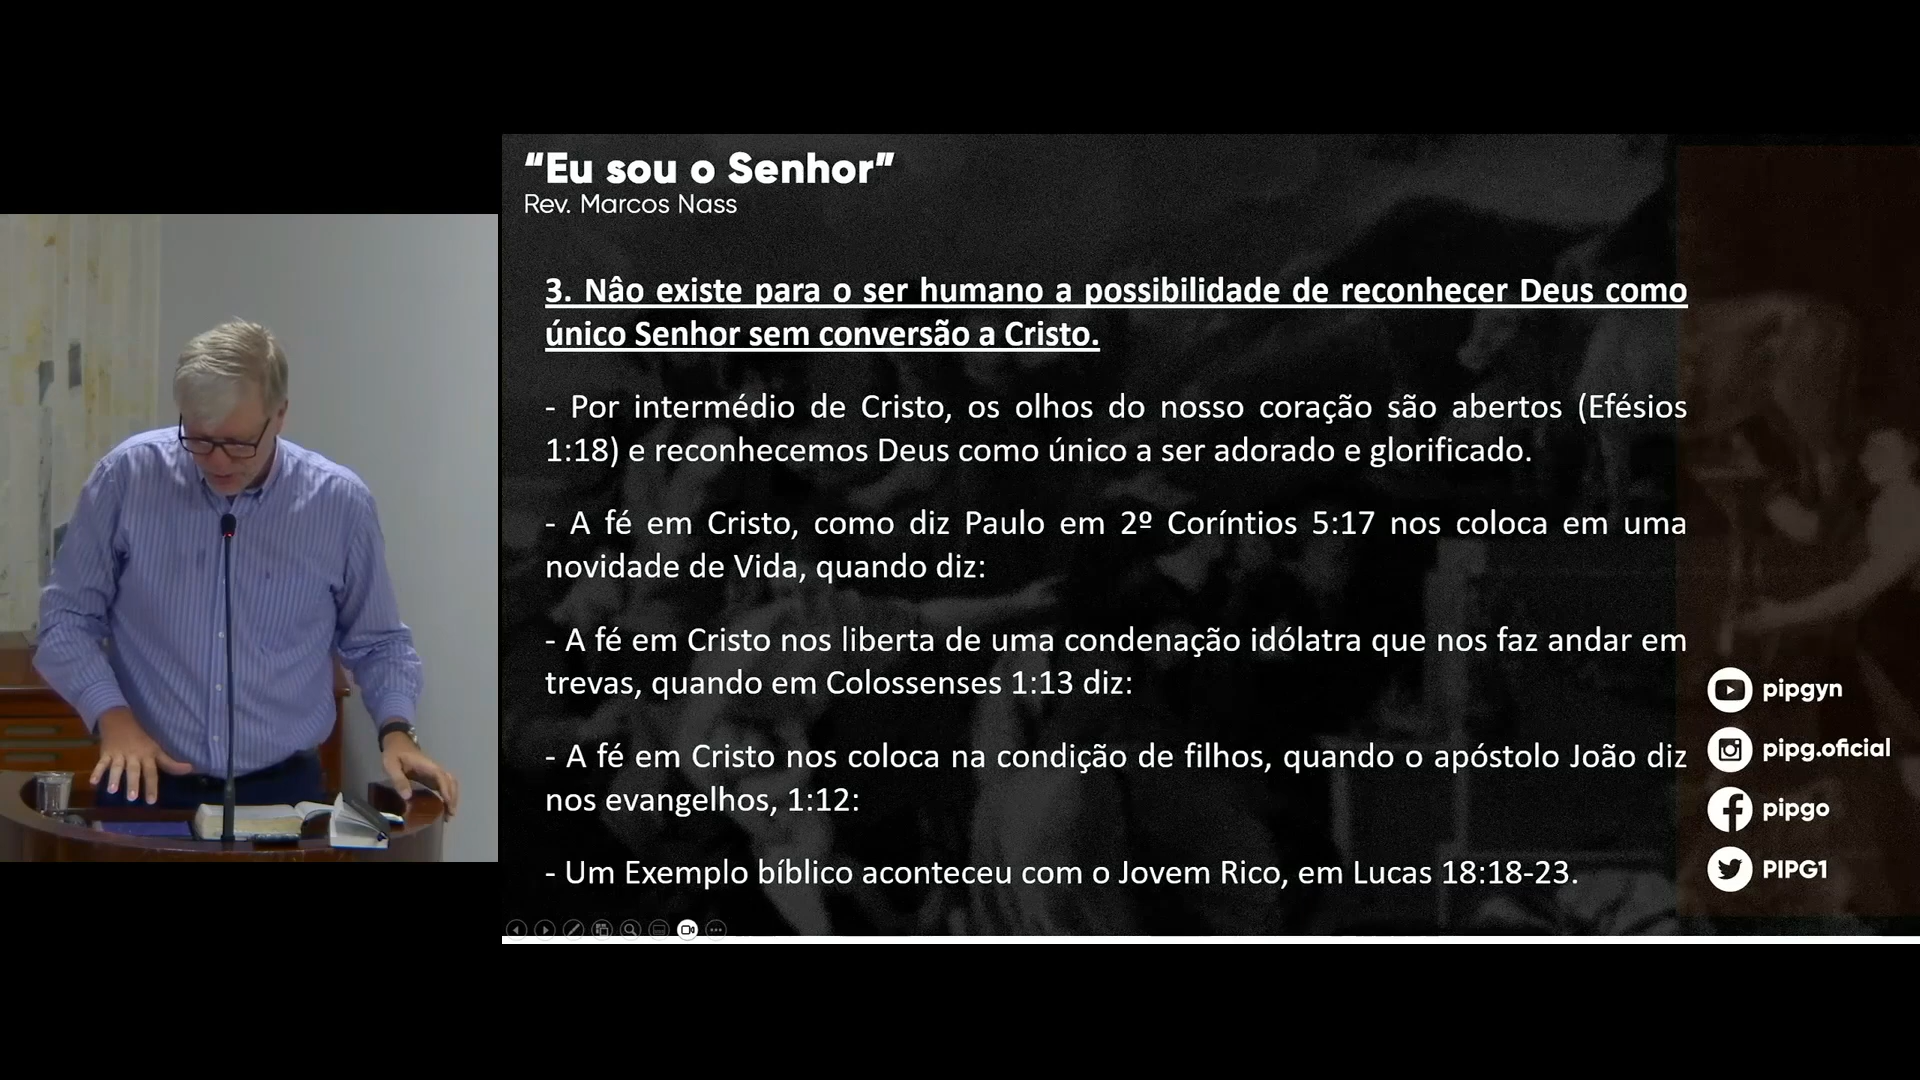 “Eu sou o Senhor”
Rev. Marcos Nass
3. Nâo existe para o ser humano a possibilidade de reconhecer Deus como
único Senhor sem conversão a Cristo.
- Por intermédio de Cristo, os olhos do nosso coração são abertos (Efésios
1:18) e reconhecemos Deus como único a ser adorado e glorificado.
- A fé em Cristo, como diz Paulo em 2º Coríntios 5:17 nos coloca em uma
novidade de Vida, quando diz:
- A fé em Cristo nos liberta de uma condenação idólatra que nos faz andar em
trevas, quando em Colossenses 1:13 diz:
- A fé em Cristo nos coloca na condição de filhos, quando o apóstolo João diz
nos evangelhos, 1:12:
- Um Exemplo bíblico aconteceu com o Jovem Rico, em Lucas 18:18-23.
pipgyn
pipg.oficial
pipgo
PIPG1